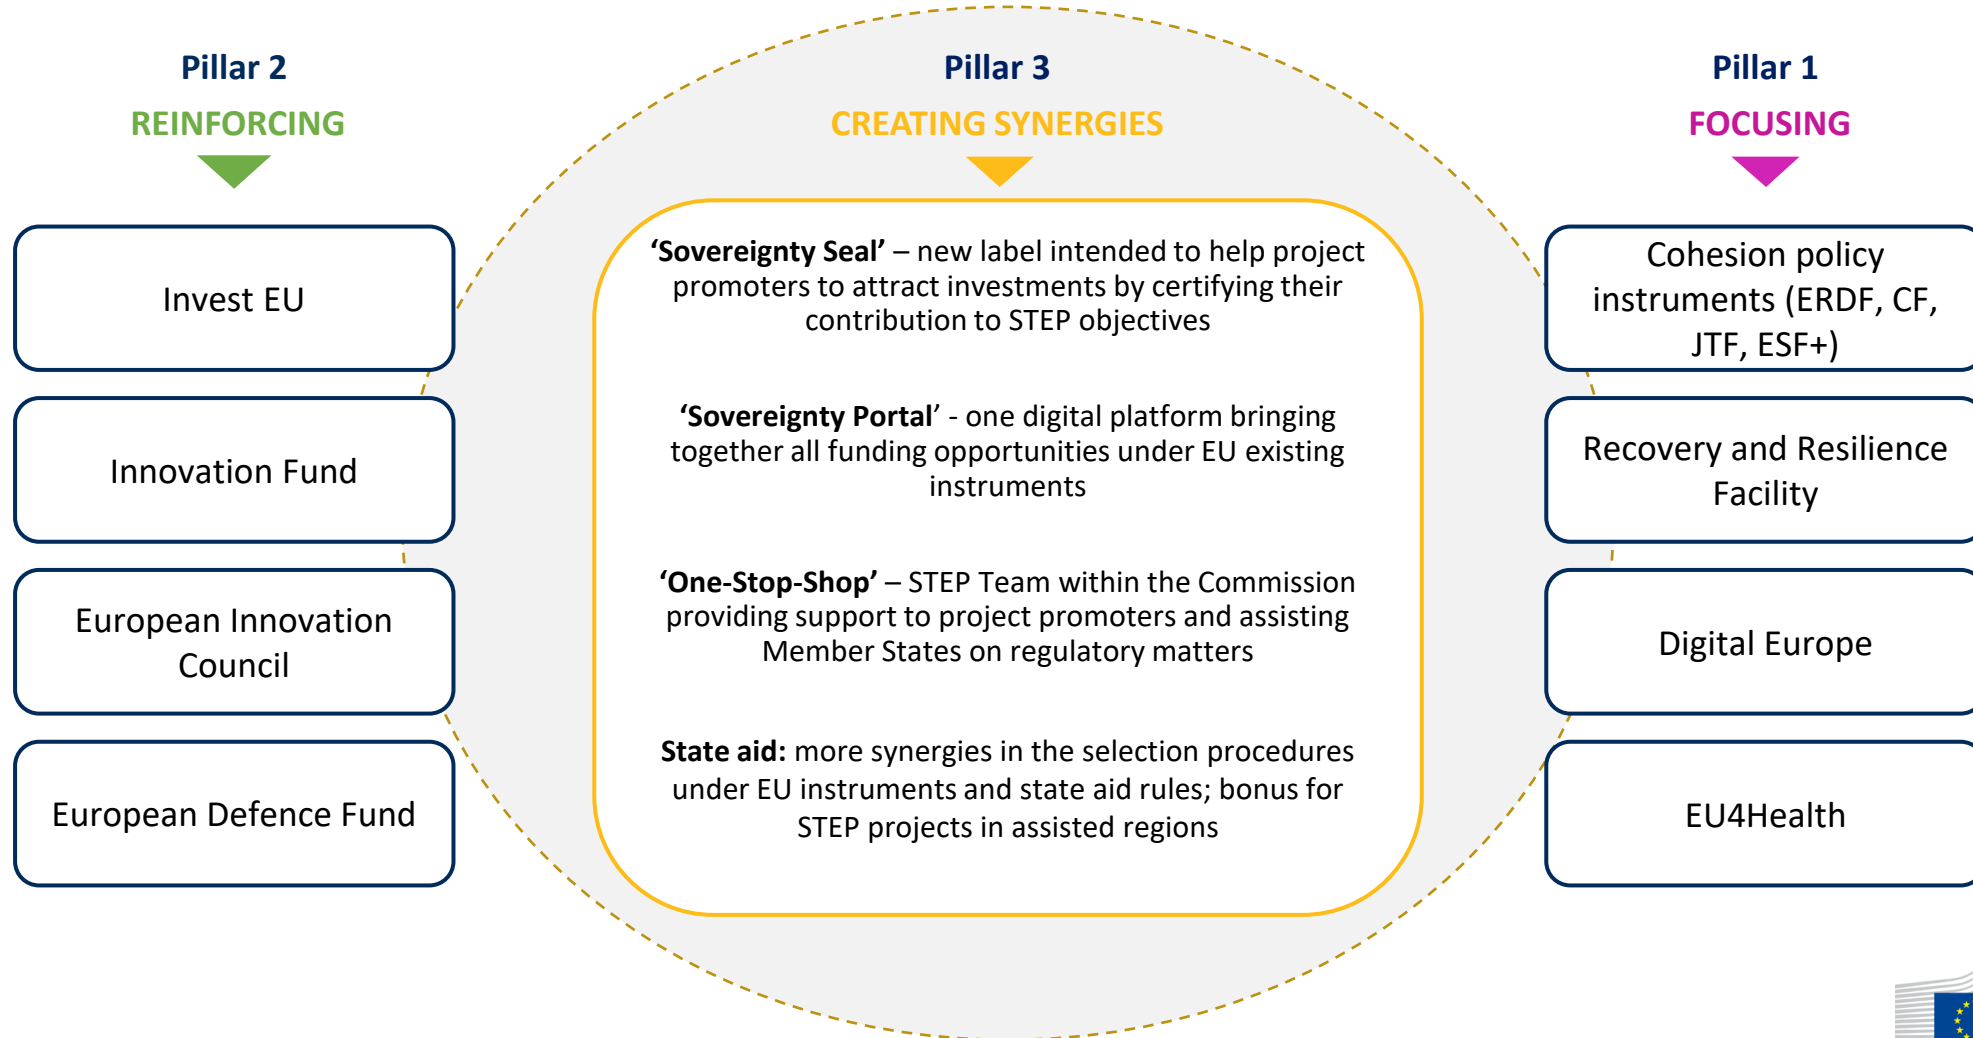 Pillar 2
REINFORCING
Invest EU
Innovation Fund
European Innovation
Council
European Defence Fund
Pillar 3
CREATING SYNERGIES
‘Sovereignty Seal’ – new label intended to help project
promoters to attract investments by certifying their
contribution to STEP objectives
‘Sovereignty Portal’ - one digital platform bringing
together all funding opportunities under EU existing
instruments
‘One-Stop-Shop’ – STEP Team within the Commission
providing support to project promoters and assisting
Member States on regulatory matters
State aid: more synergies in the selection procedures
under EU instruments and state aid rules; bonus for
STEP projects in assisted regions
Pillar 1
FOCUSING
Cohesion policy
instruments (ERDF, CF,
JTF, ESF+)
Recovery and Resilience
Facility
Digital Europe
EU4Health